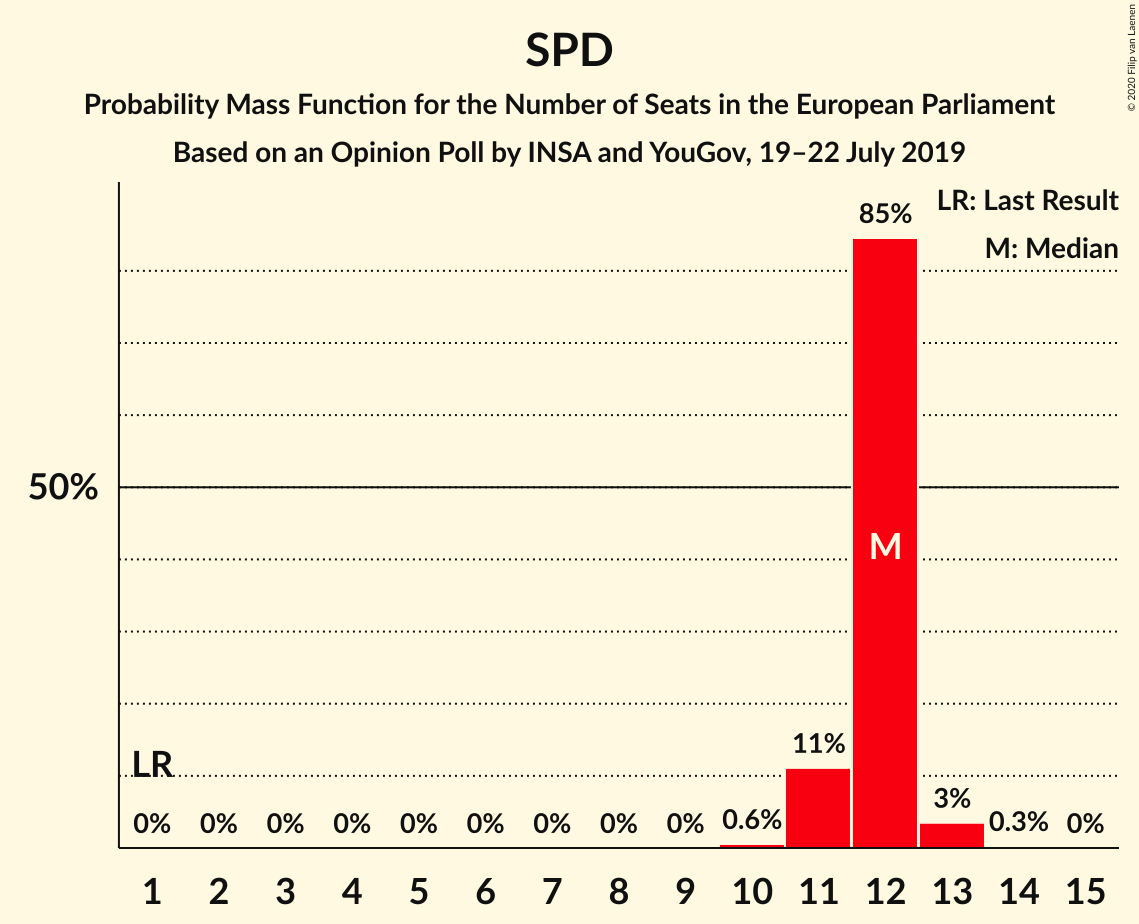 SPD
Probability Mass Function for the Number of Seats in the European Parliament
Based on an Opinion Poll by INSA and YouGov, 19–22 July 2019
© 2020 Filip van Laenen
LR: Last Result
M: Median
85%
50%
M
LR
11%
3%
0% 0% 0% 0% 0% 0% 0% 0% 0% 0.6% 0.3% 0%
1 2 3 4 5 6 7 8 9 10 11 12 13 14 15